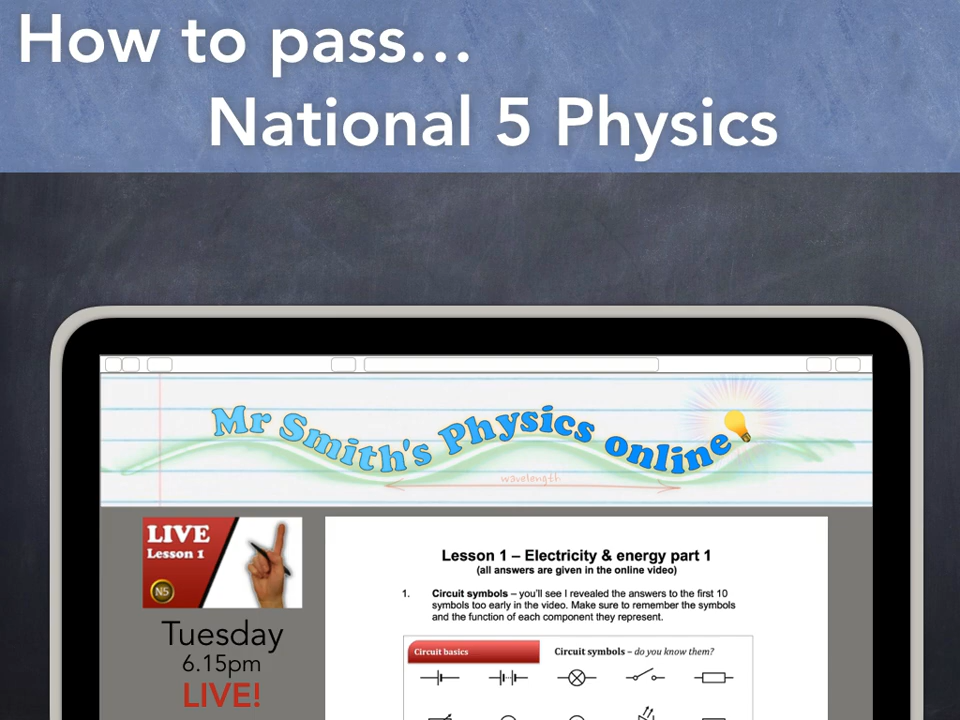 How to pass...
National 5 Physics
Mr Smith's Physics online
wavelength
LIVE
Lesson 1
N5
Tuesday
6.15pm
LIVE!
Lesson 1 – Electricity & energy part 1
(all answers are given in the online video)
1. Circuit symbols – you'll see I revealed the answers to the first 10
symbols too early in the video. Make sure to remember the symbols
and the function of each component they represent.
Circuit basics
Circuit symbols – do you know them?